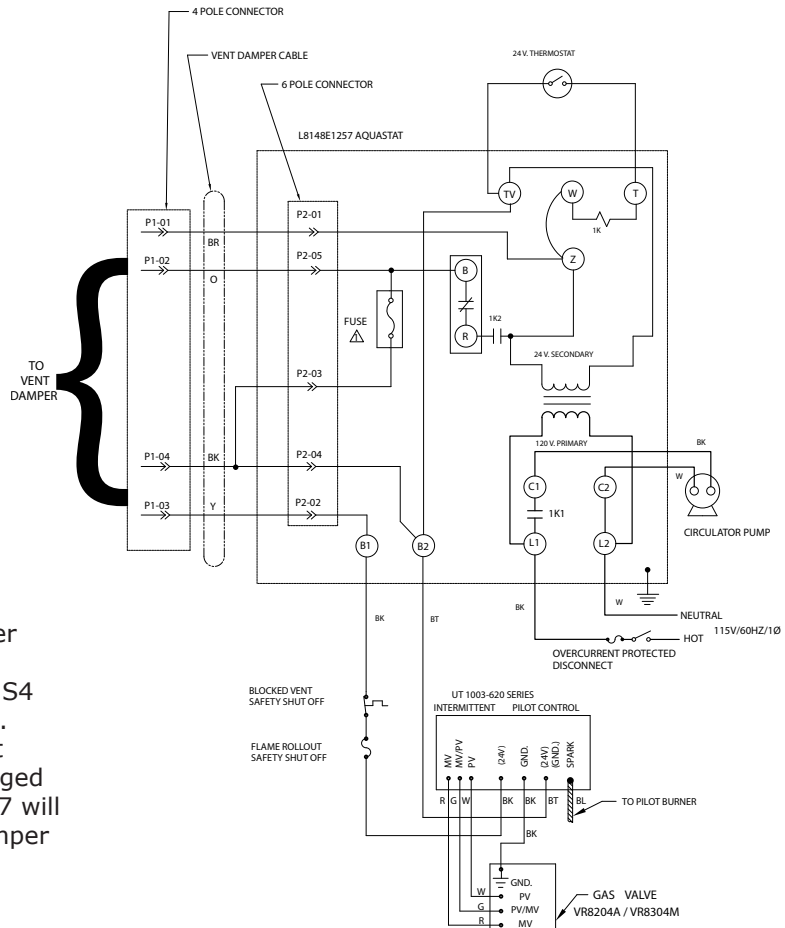 4 POLE CONNECTOR
VENT DAMPER CABLE
6 POLE CONNECTOR
24 V. THERMOSTAT
L8148E1257 AQUASTAT
TV
W
T
1K
P1-01
BR
P2-01
P1-02
O
P2-05
B
Z
FUSE
1
R
1K2
24 V. SECONDARY
TO
VENT
DAMPER
P2-03
120 V. PRIMARY
BK
P1-04
BK
P2-04
C1
C2
W
CIRCULATOR PUMP
P1-03
Y
P2-02
1K1
B1
B2
L1
L2
BK
BT
BK
W
NEUTRAL
115V/60HZ/1Ø
HOT
OVERCURRENT PROTECTED
DISCONNECT
er
S4
.
t
ged
7 will
mper
BLOCKED VENT
SAFETY SHUT OFF
FLAME ROLLOUT
SAFETY SHUT OFF
UT 1003-620 SERIES
INTERMITTENT PILOT CONTROL
MV
MV/PV
PV
(24V)
GND.
(24V)
(GND.)
SPARK
R G W BK BK BT BL
TO PILOT BURNER
BK
GND.
W PV
G PV/MV
R MV
GAS VALVE
VR8204A / VR8304M